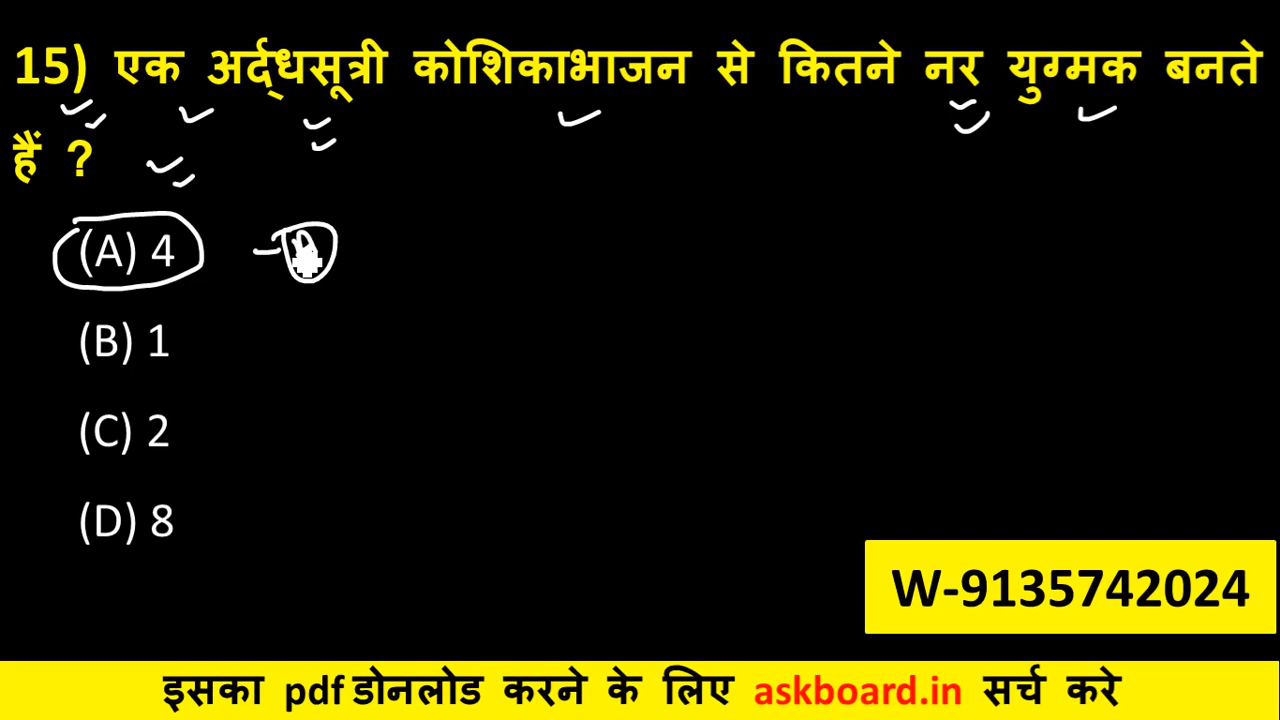 15) एक अर्द्धसूत्री कोशिकाभाजन से कितने नर युग्मक बनते
हैं ?
(A) 4
(B) 1
(C) 2
(D) 8
W-9135742024
इसका pdf डोनलोड करने के लिए askboard.in सर्च करे